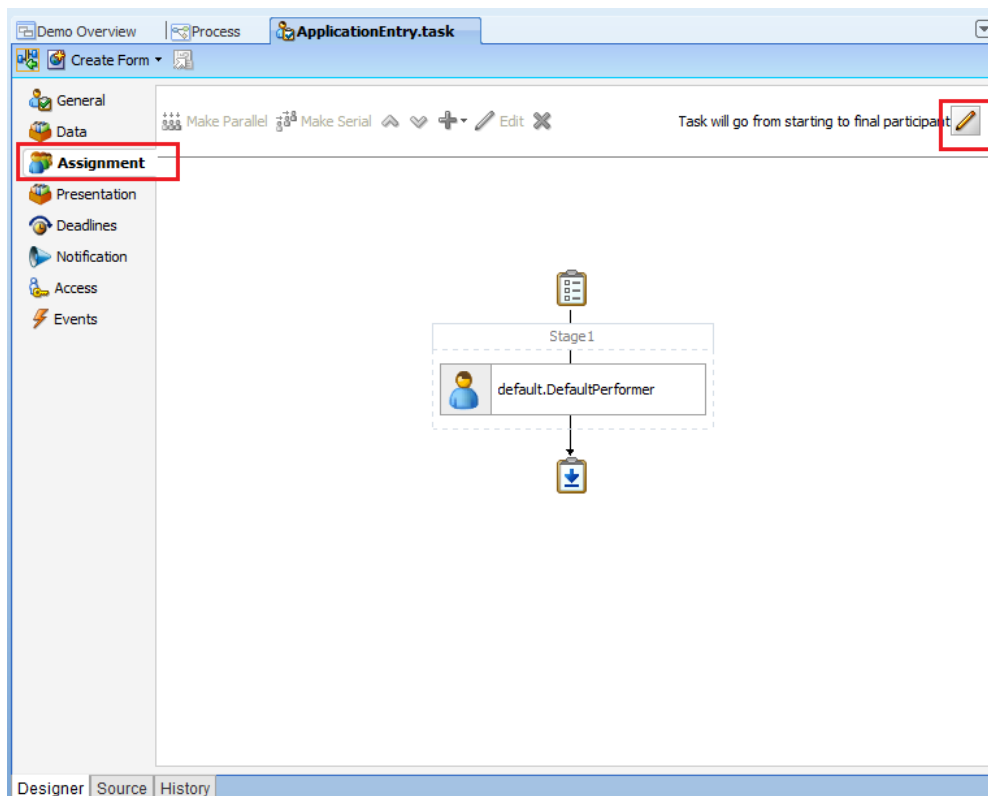 Demo Overview Process ApplicationEntry.task
Create Form
General
Data
Assignment
Presentation
Deadlines
Notification
Access
Events
Make Parallel Make Serial Edit Task will go from starting to final participant
Stage1
default.DefaultPerformer
Designer Source History